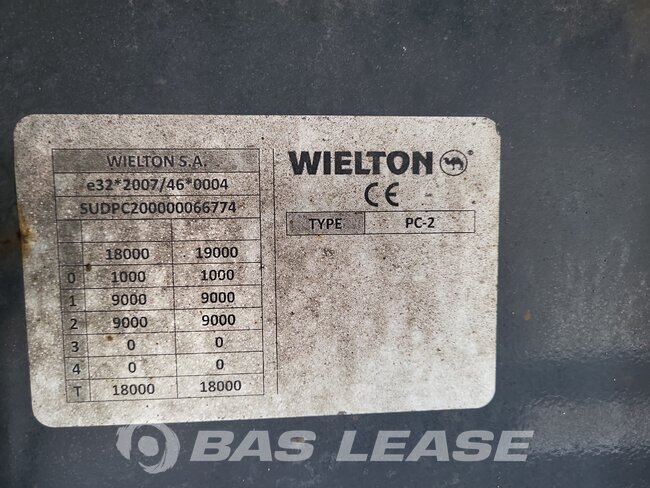 WIELTON S.A.
e32*2007/46*0004
SUDPC200000066774
18000 19000
0 1000 1000
1 9000 9000
2 9000 9000
3 0 0
4 0 0
T 18000 18000
WIELTON ®
CE
TYPE PC-2
BAS LEASE